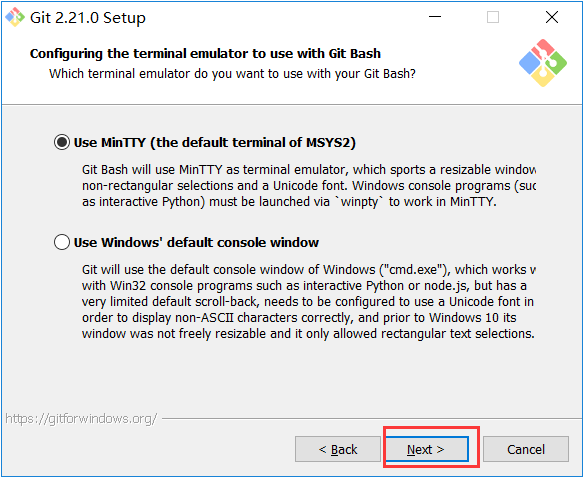 Git 2.21.0 Setup
Configuring the terminal emulator to use with Git Bash
Which terminal emulator do you want to use with your Git Bash?
Use MinTTY (the default terminal of MSYS2)
Git Bash will use MinTTY as terminal emulator, which sports a resizable window
non-rectangular selections and a Unicode font. Windows console programs (suc
as interactive Python) must be launched via `winpty` to work in MinTTY.
Use Windows' default console window
Git will use the default console window of Windows ("cmd.exe"), which works w
with Win32 console programs such as interactive Python or node.js, but has a
very limited default scroll-back, needs to be configured to use a Unicode font in
order to display non-ASCII characters correctly, and prior to Windows 10 its
window was not freely resizable and it only allowed rectangular text selections.
https://gitforwindows.org/
< Back Next > Cancel